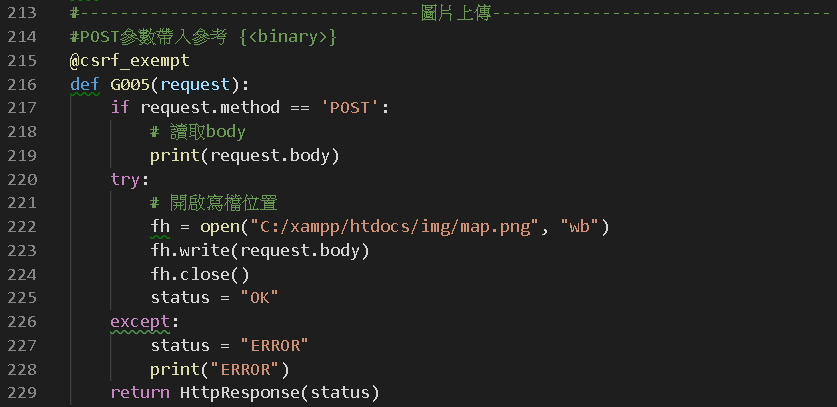 213 #----------------------------------圖片上傳----------------------------------
214 #POST參數帶入參考 {<binary>}
215 @csrf_exempt
216 def G005(request):
217     if request.method == 'POST':
218         # 讀取body
219         print(request.body)
220     try:
221         # 開啟寫檔位置
222         fh = open("C:/xampp/htdocs/img/map.png", "wb")
223         fh.write(request.body)
224         fh.close()
225         status = "OK"
226     except:
227         status = "ERROR"
228         print("ERROR")
229     return HttpResponse(status)